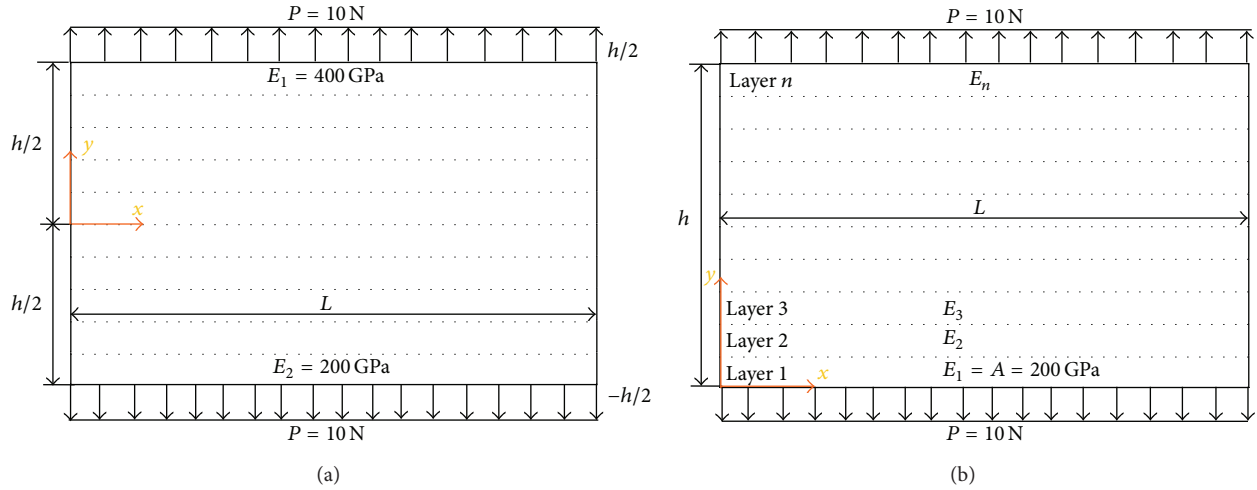 P = 10 N
h/2
E₁ = 400 GPa
h/2
y
x
h/2
L
E₂ = 200 GPa
−h/2
P = 10 N
(a)
P = 10 N
Layer n
Eₙ
h
L
y
Layer 3
E₃
Layer 2
E₂
Layer 1
E₁ = A = 200 GPa
x
P = 10 N
(b)